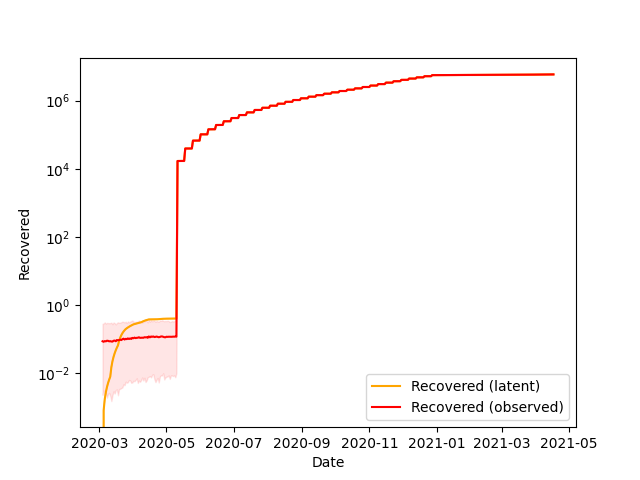 Recovered
10^6
10^4
10^2
10^0
10^−2
Recovered (latent)
Recovered (observed)
2020-03 2020-05 2020-07 2020-09 2020-11 2021-01 2021-03 2021-05
Date